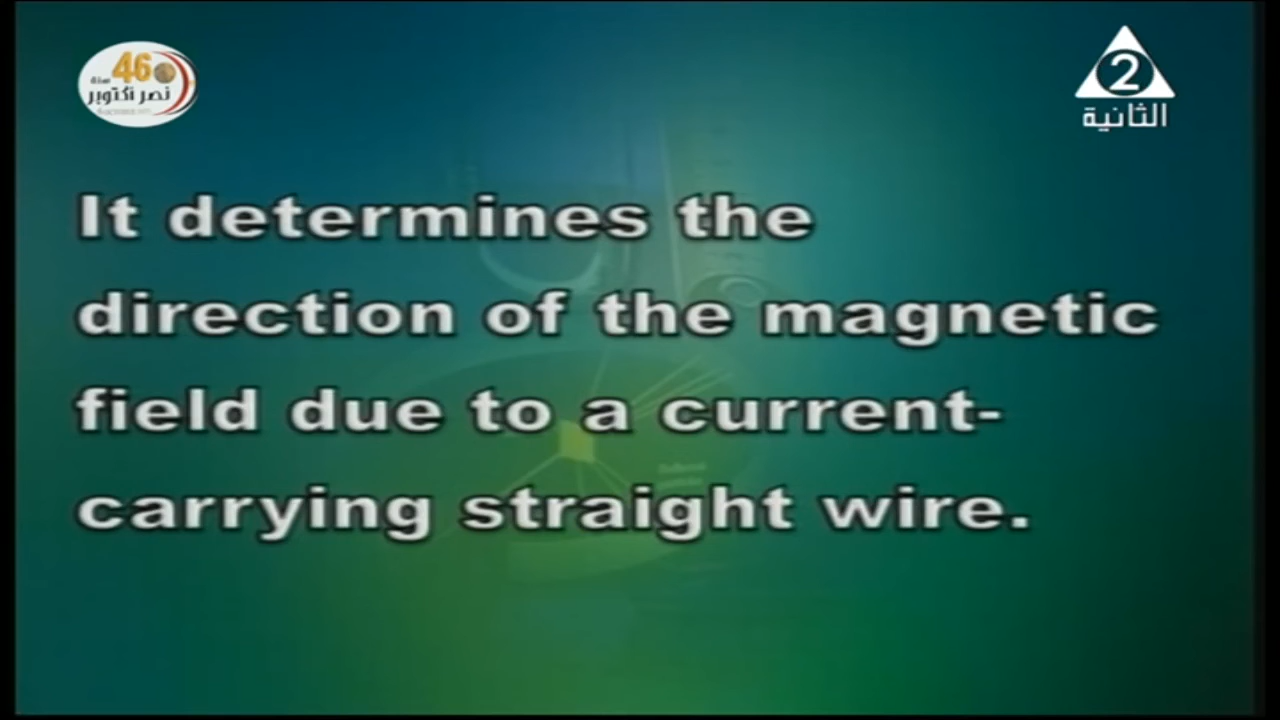 46
سنة
نصر أكتوبر
2
الثانية
It determines the
direction of the magnetic
field due to a current-
carrying straight wire.